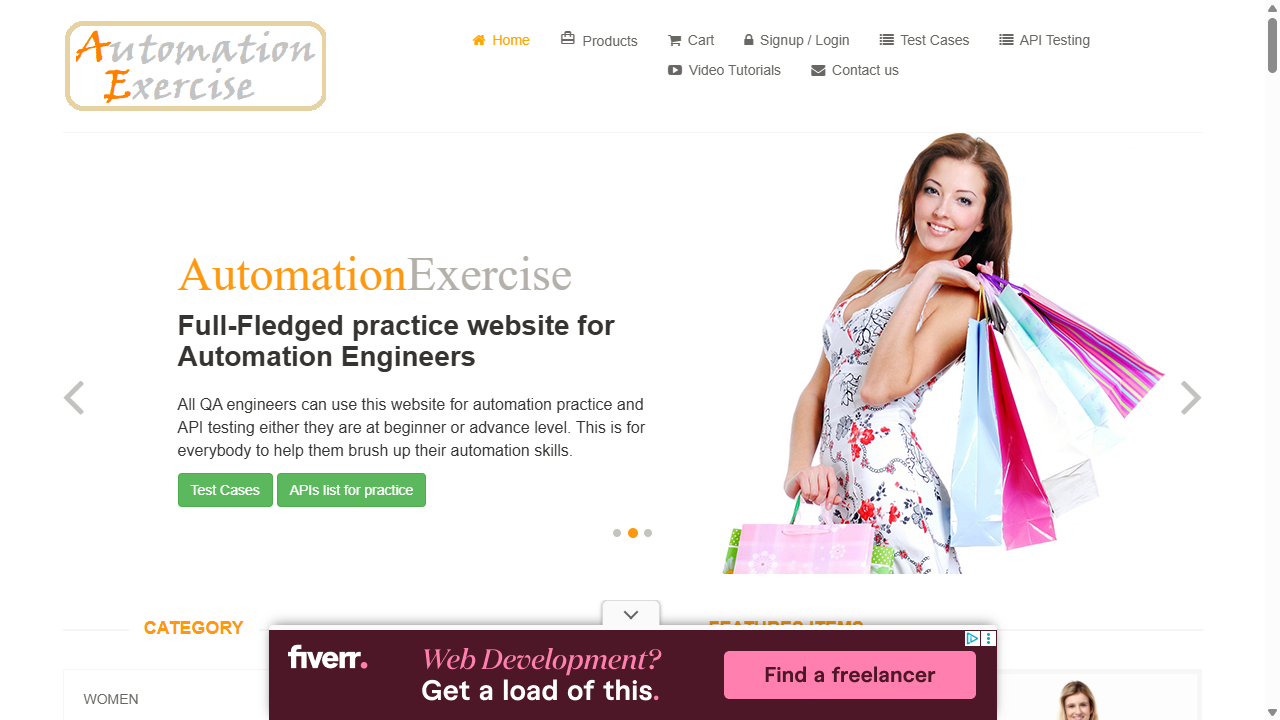 Automation
Exercise
Home
Products
Cart
Signup / Login
Test Cases
API Testing
Video Tutorials
Contact us
AutomationExercise
Full-Fledged practice website for
Automation Engineers
All QA engineers can use this website for automation practice and
API testing either they are at beginner or advance level. This is for
everybody to help them brush up their automation skills.
Test Cases
APIs list for practice
CATEGORY
FEATURES ITEMS
WOMEN
fiverr.
Web Development?
Get a load of this.
Find a freelancer